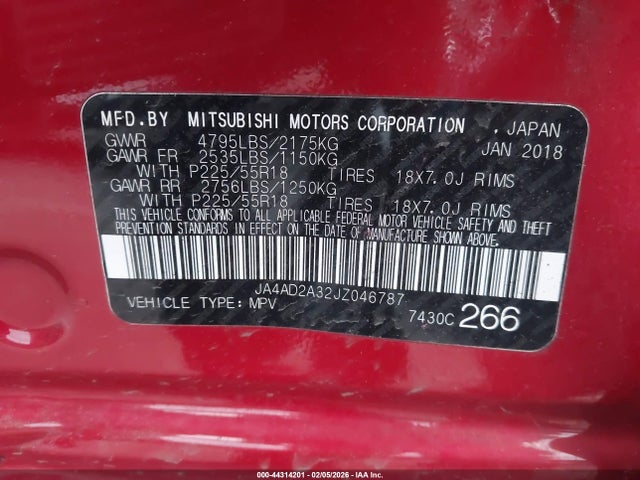 MFD.BY MITSUBISHI MOTORS CORPORATION , JAPAN
GVWR 4795LBS/2175KG JAN 2018
GAWR FR 2535LBS/1150KG
WITH P225/55R18 TIRES 18X7.0J RIMS
GAWR RR 2756LBS/1250KG
WITH P225/55R18 TIRES 18X7.0J RIMS
THIS VEHICLE CONFORMS TO ALL APPLICABLE FEDERAL MOTOR VEHICLE SAFETY AND THEFT
PREVENTION STANDARDS IN EFFECT ON THE DATE OF MANUFACTURE SHOWN ABOVE.
JA4AD2A32JZ046787
VEHICLE TYPE: MPV 7430C 266
000-44314201 - 02/05/2026 - © IAA Holdings, LLC